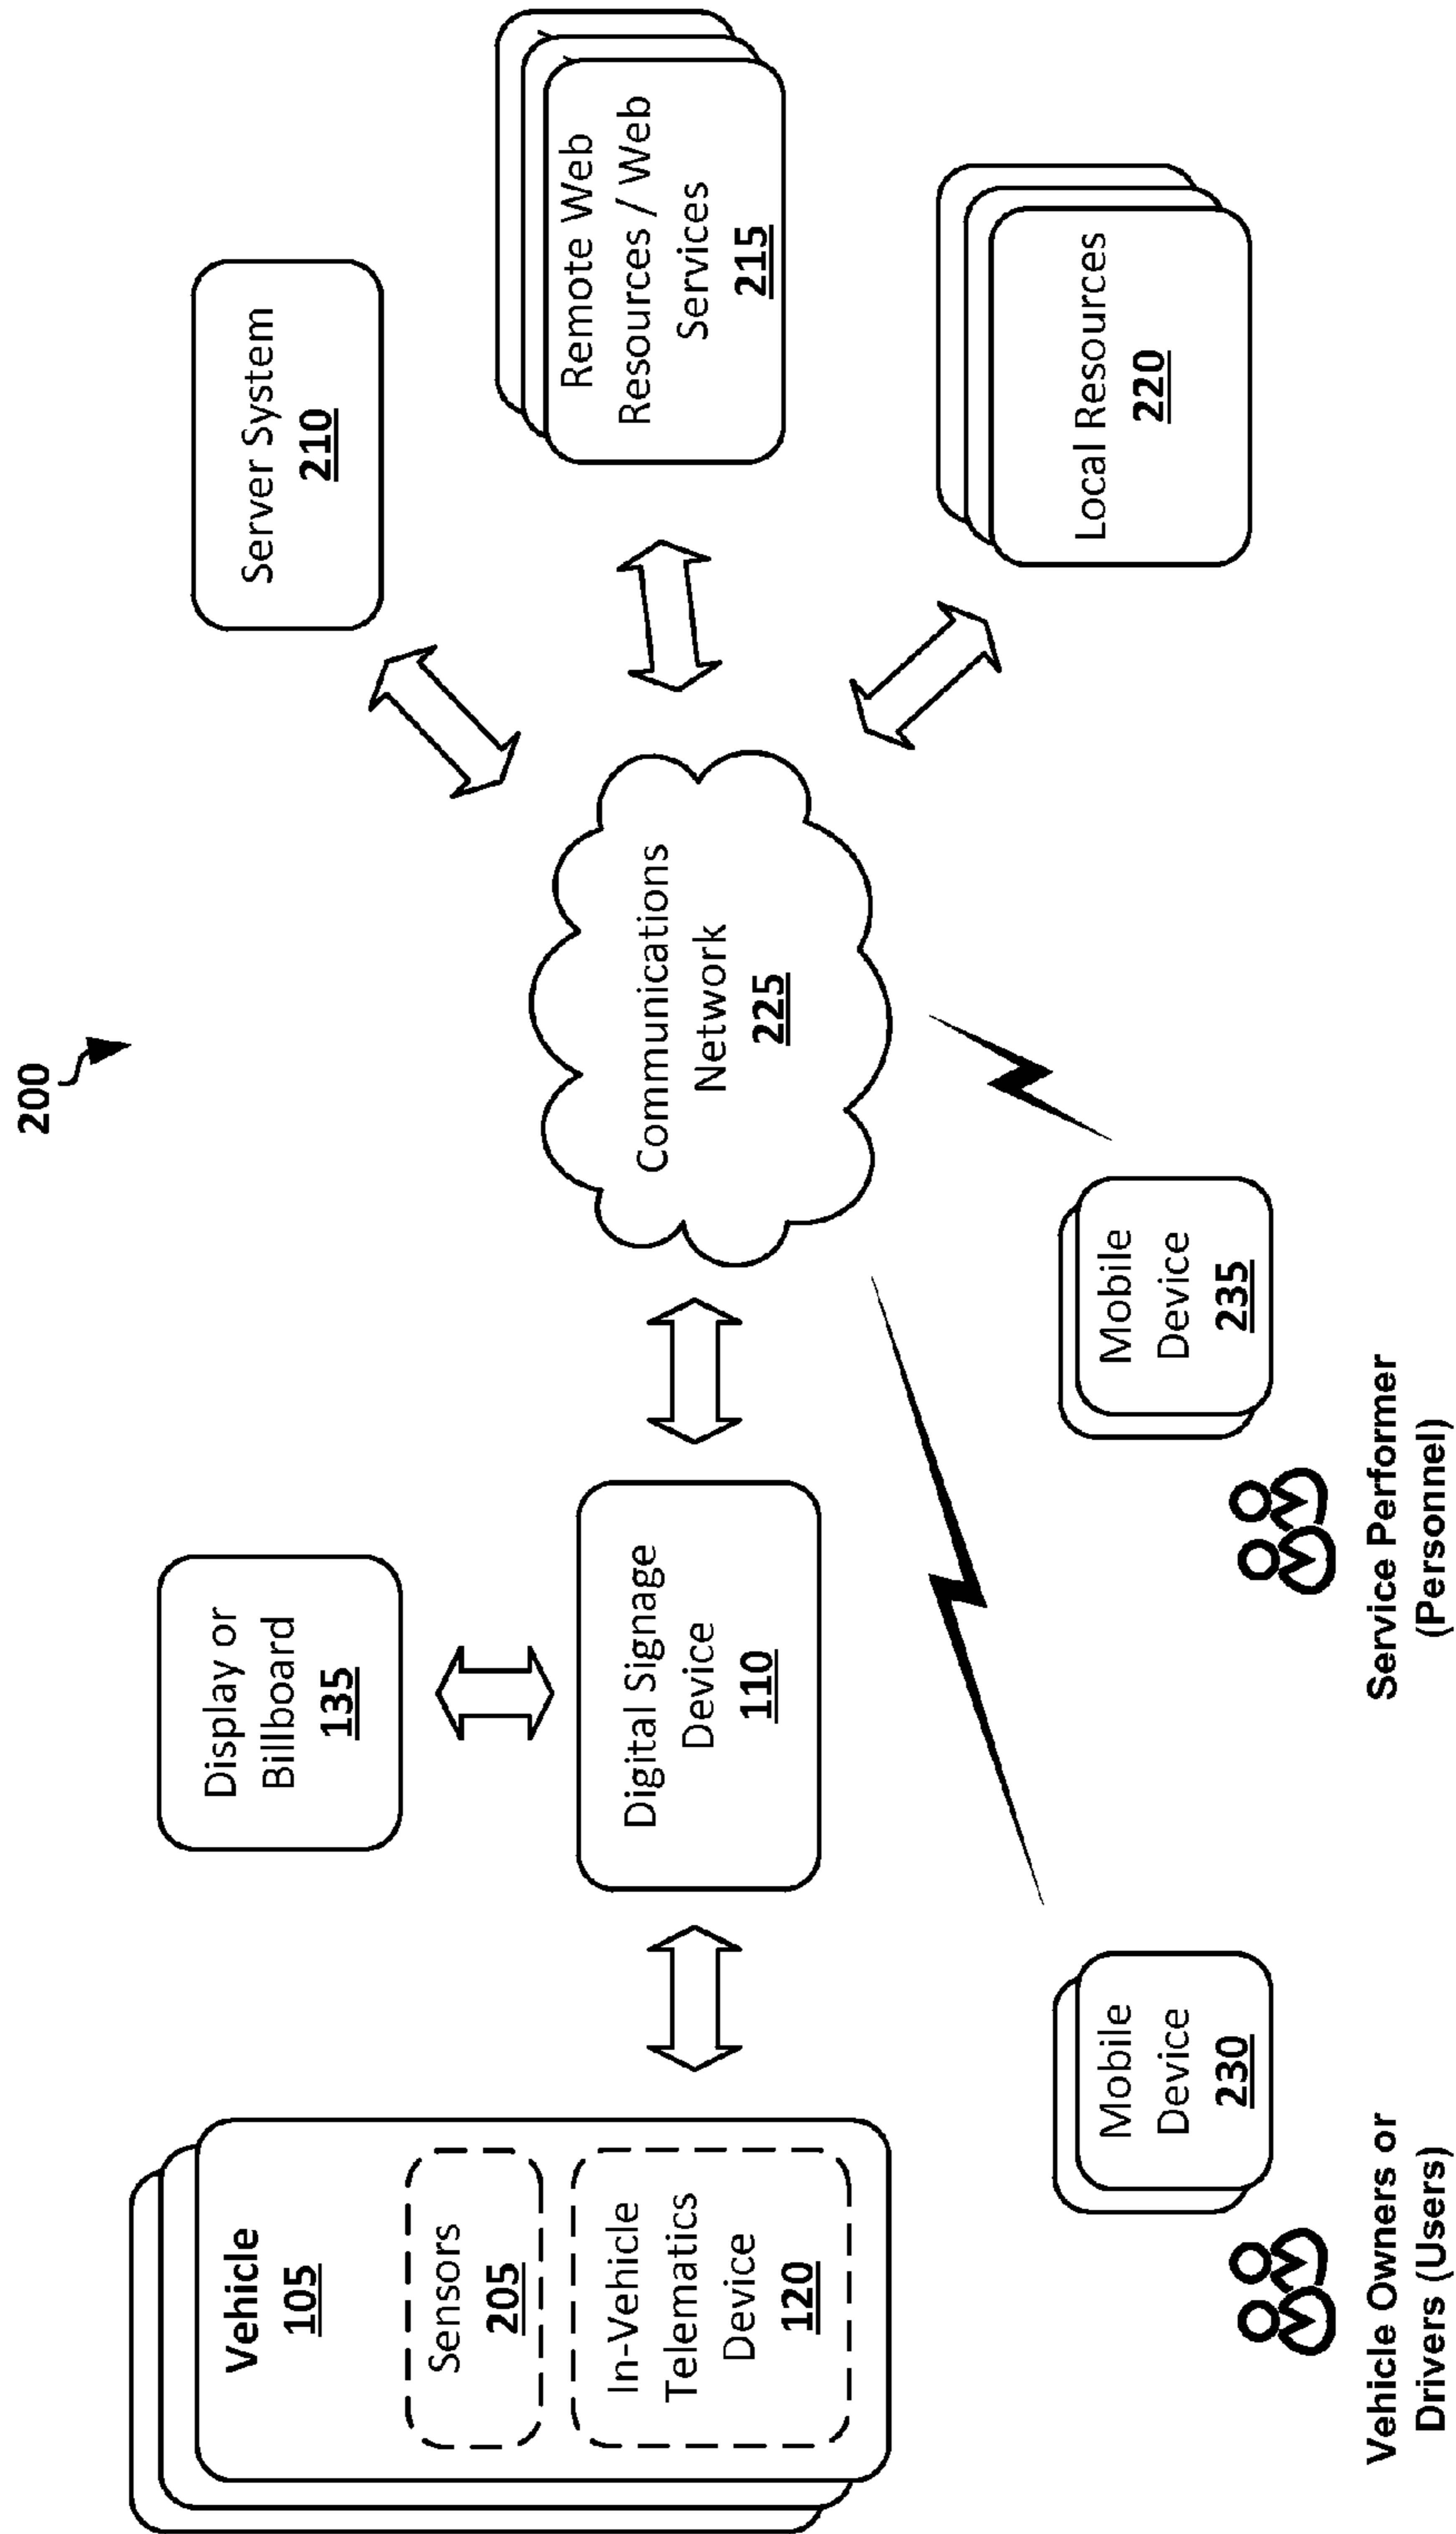 200
Vehicle
105
Sensors
205
In-Vehicle
Telematics
Device
120
Display or
Billboard
135
Digital Signage
Device
110
Communications
Network
225
Server System
210
Remote Web
Resources / Web
Services
215
Local Resources
220
Mobile
Device
230
Vehicle Owners or
Drivers (Users)
Mobile
Device
235
Service Performer
(Personnel)